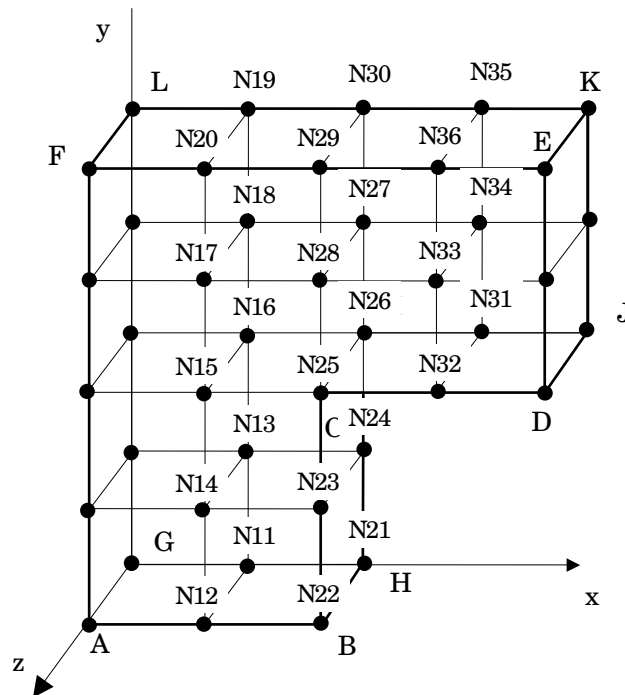 y
L N19 N30 N35 K
F N20 N29 N36 E
N18 N27 N34
N17 N28 N33
N16 N26 N31 J
N15 N25 N32
C D
N13 N24
N14 N23
G N11 N21
H x
N12 N22
A B
z